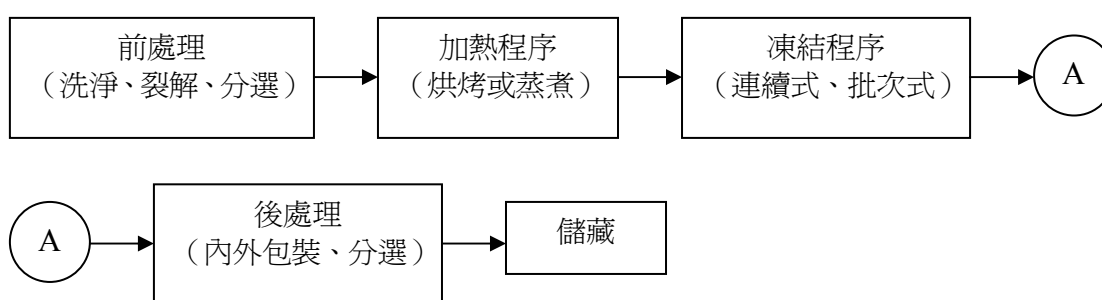 前處理
（洗淨、裂解、分選）
加熱程序
（烘烤或蒸煮）
凍結程序
（連續式、批次式）
A
A
後處理
（內外包裝、分選）
儲藏